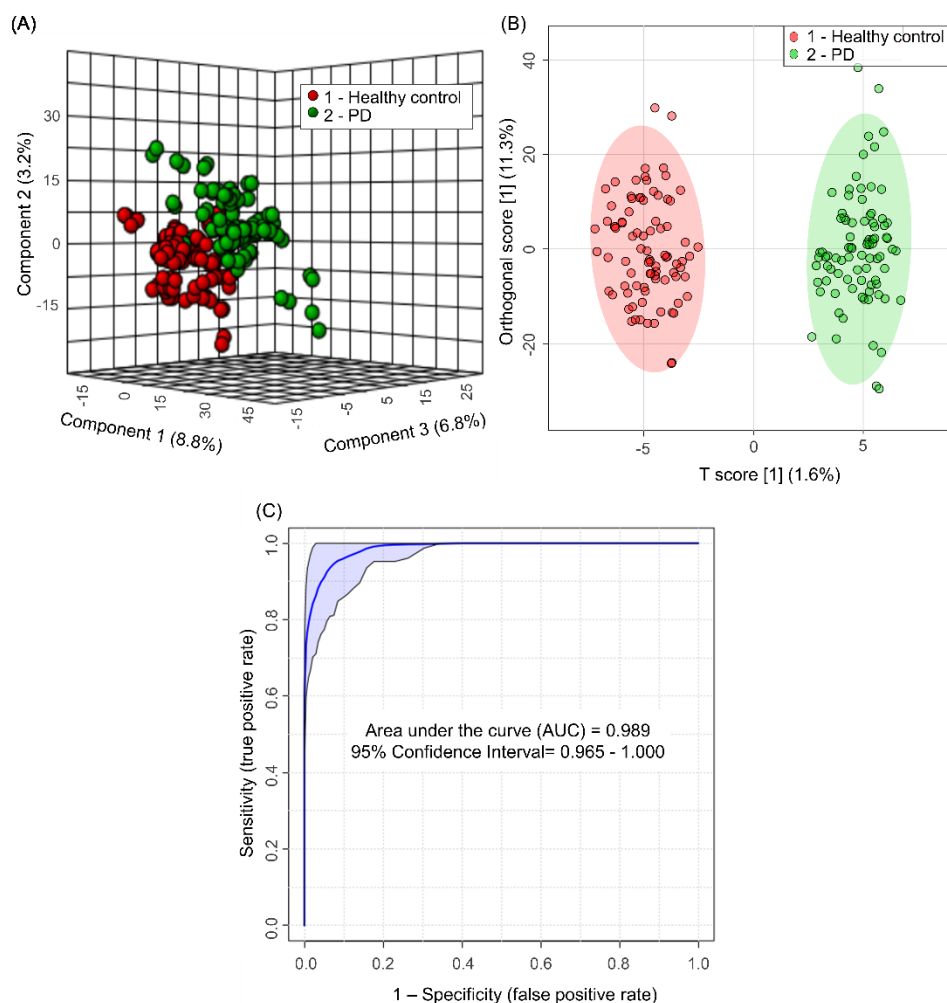 (A)
1 - Healthy control
2 - PD
Component 2 (3.2%)
30
15
0
-15
-15
0
15
30
45
Component 1 (8.8%)
-15
-5
5
15
25
Component 3 (6.8%)
(B)
1 - Healthy control
2 - PD
Orthogonal score [1] (11.3%)
40
20
0
-20
-5
0
5
T score [1] (1.6%)
(C)
Sensitivity (true positive rate)
1.0
0.8
0.6
0.4
0.2
0.0
Area under the curve (AUC) = 0.989
95% Confidence Interval= 0.965 - 1.000
0.0
0.2
0.4
0.6
0.8
1.0
1 – Specificity (false positive rate)